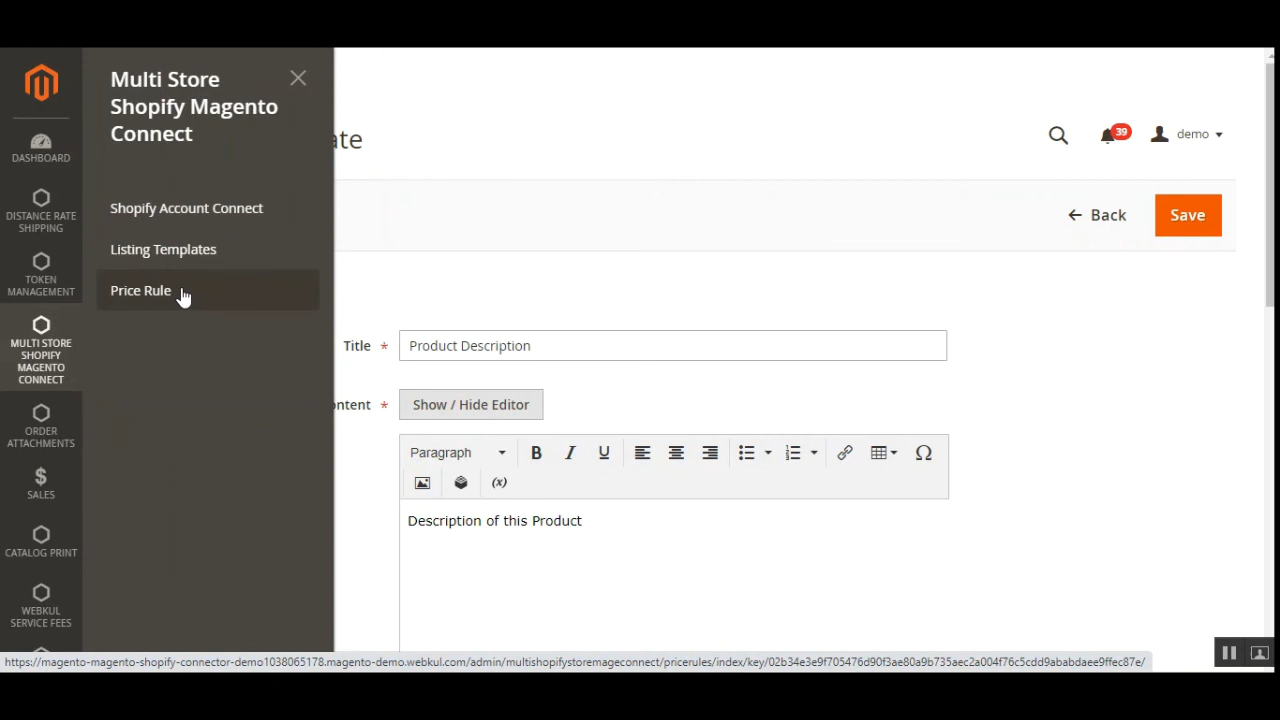 Multi Store
Shopify Magento
Connect
Shopify Account Connect
Listing Templates
Price Rule
DASHBOARD
DISTANCE RATE
SHIPPING
TOKEN
MANAGEMENT
MULTI STORE
SHOPIFY
MAGENTO
CONNECT
ORDER
ATTACHMENTS
$
SALES
CATALOG PRINT
WEBKUL
SERVICE FEES
ate
39
demo
Back
Save
Title *
Product Description
ontent *
Show / Hide Editor
Paragraph
B I U
Ω
(x)
Description of this Product
https://magento-magento-shopify-connector-demo1038065178.magento-demo.webkul.com/admin/multishopifystoremageconnect/pricerules/index/key/02b34e3e9f705476d90f3ae80a9b735aec2a004f76c5cdd9ababdaee9ffec87e/